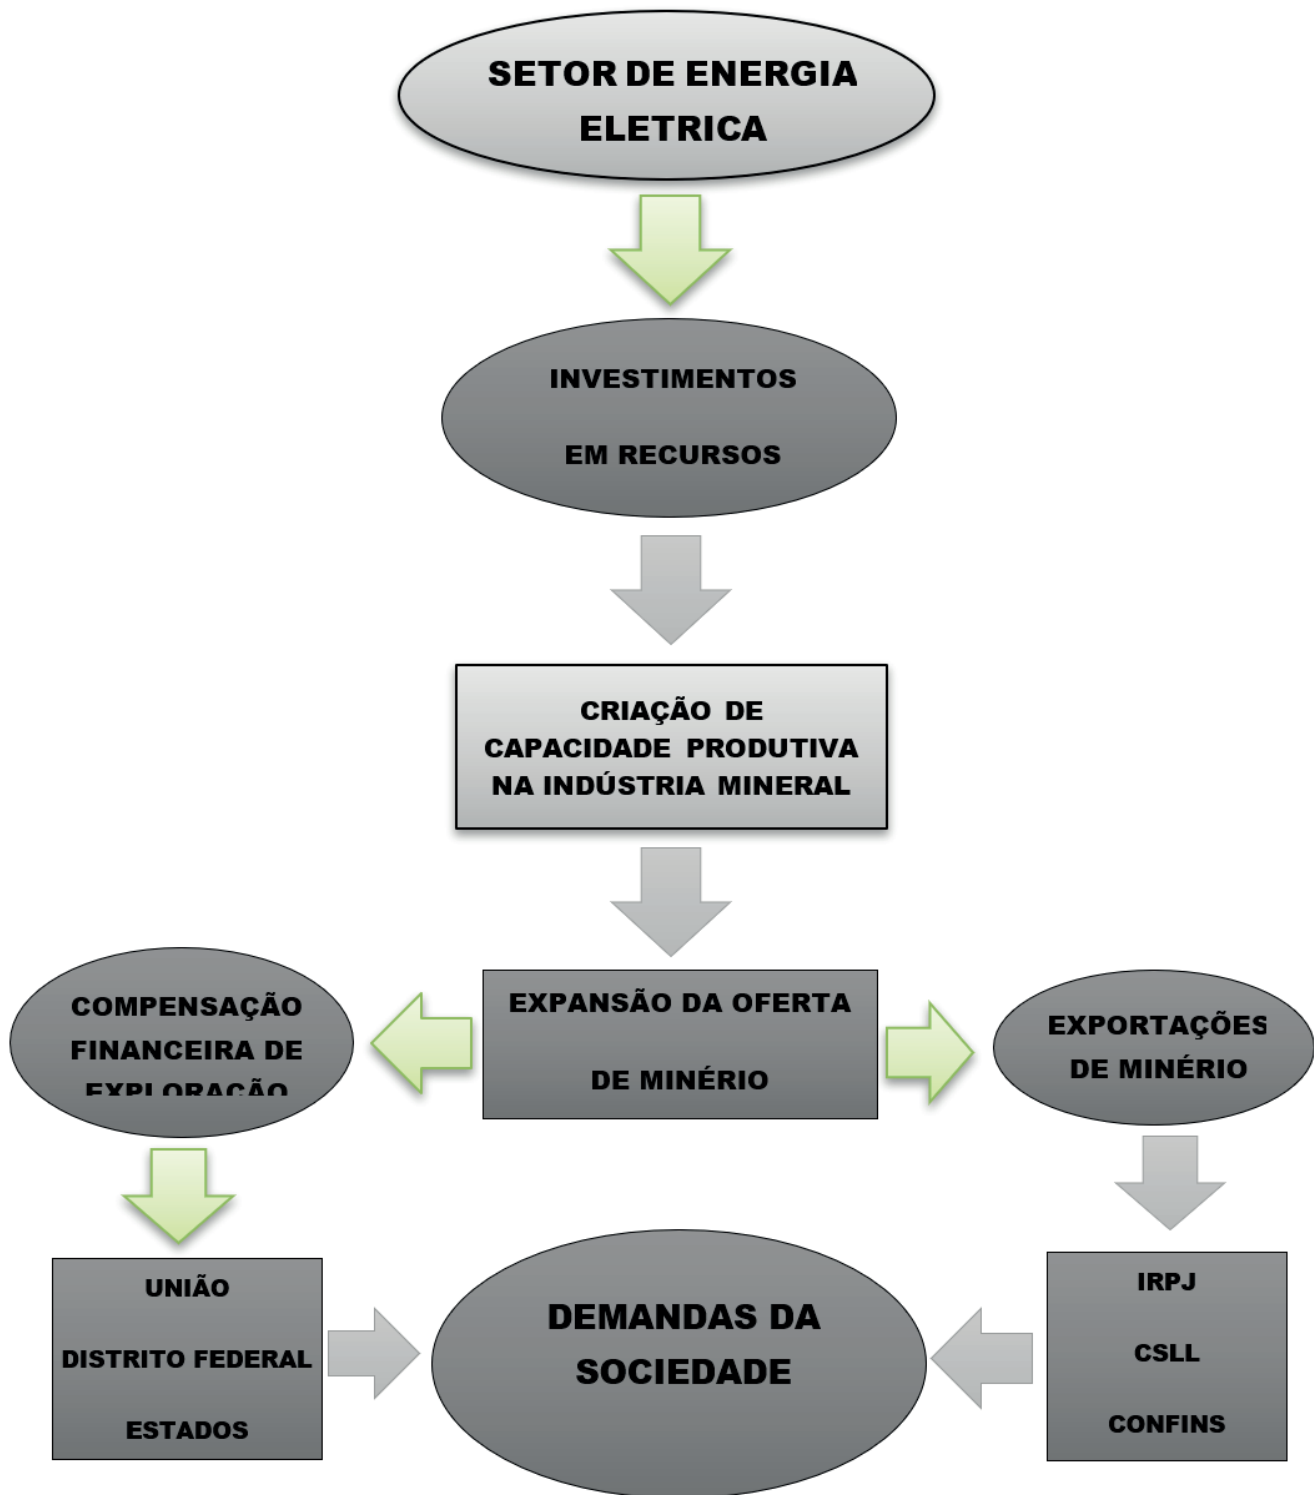 SETOR DE ENERGIA
ELETRICA
INVESTIMENTOS
EM RECURSOS
CRIAÇÃO DE
CAPACIDADE PRODUTIVA
NA INDÚSTRIA MINERAL
COMPENSAÇÃO
FINANCEIRA DE
EXPLORAÇÃO
EXPANSÃO DA OFERTA
DE MINÉRIO
EXPORTAÇÕES
DE MINÉRIO
UNIÃO
DISTRITO FEDERAL
ESTADOS
DEMANDAS DA
SOCIEDADE
IRPJ
CSLL
CONFINS